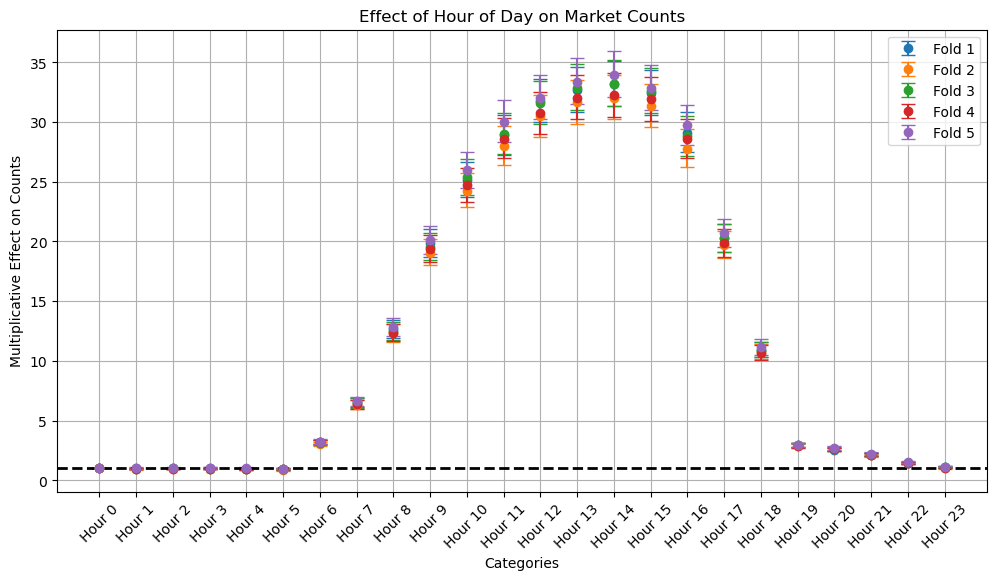 Effect of Hour of Day on Market Counts
Multiplicative Effect on Counts
35
30
25
20
15
10
5
0
Fold 1
Fold 2
Fold 3
Fold 4
Fold 5
Hour 0
Hour 1
Hour 2
Hour 3
Hour 4
Hour 5
Hour 6
Hour 7
Hour 8
Hour 9
Hour 10
Hour 11
Hour 12
Hour 13
Hour 14
Hour 15
Hour 16
Hour 17
Hour 18
Hour 19
Hour 20
Hour 21
Hour 22
Hour 23
Categories